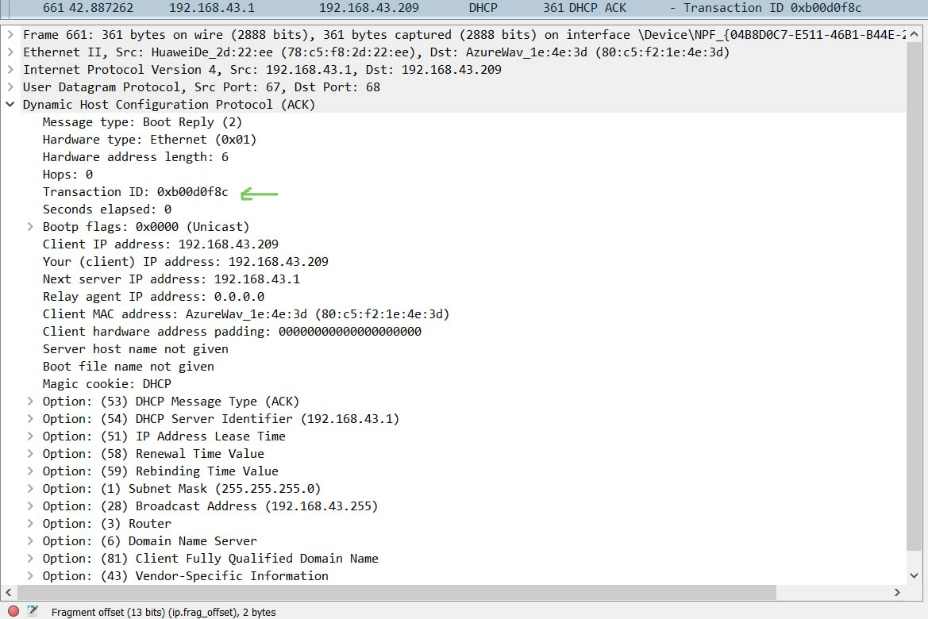 661 42.887262 192.168.43.1 192.168.43.209 DHCP 361 DHCP ACK - Transaction ID 0xb00d0f8c
Frame 661: 361 bytes on wire (2888 bits), 361 bytes captured (2888 bits) on interface \Device\NPF_{04B8D0C7-E511-46B1-B44E-2
Ethernet II, Src: HuaweiDe_2d:22:ee (78:c5:f8:2d:22:ee), Dst: AzureWav_1e:4e:3d (80:c5:f2:1e:4e:3d)
Internet Protocol Version 4, Src: 192.168.43.1, Dst: 192.168.43.209
User Datagram Protocol, Src Port: 67, Dst Port: 68
Dynamic Host Configuration Protocol (ACK)
Message type: Boot Reply (2)
Hardware type: Ethernet (0x01)
Hardware address length: 6
Hops: 0
Transaction ID: 0xb00d0f8c
Seconds elapsed: 0
Bootp flags: 0x0000 (Unicast)
Client IP address: 192.168.43.209
Your (client) IP address: 192.168.43.209
Next server IP address: 192.168.43.1
Relay agent IP address: 0.0.0.0
Client MAC address: AzureWav_1e:4e:3d (80:c5:f2:1e:4e:3d)
Client hardware address padding: 00000000000000000000
Server host name not given
Boot file name not given
Magic cookie: DHCP
Option: (53) DHCP Message Type (ACK)
Option: (54) DHCP Server Identifier (192.168.43.1)
Option: (51) IP Address Lease Time
Option: (58) Renewal Time Value
Option: (59) Rebinding Time Value
Option: (1) Subnet Mask (255.255.255.0)
Option: (28) Broadcast Address (192.168.43.255)
Option: (3) Router
Option: (6) Domain Name Server
Option: (81) Client Fully Qualified Domain Name
Option: (43) Vendor-Specific Information
Fragment offset (13 bits) (ip.frag_offset), 2 bytes